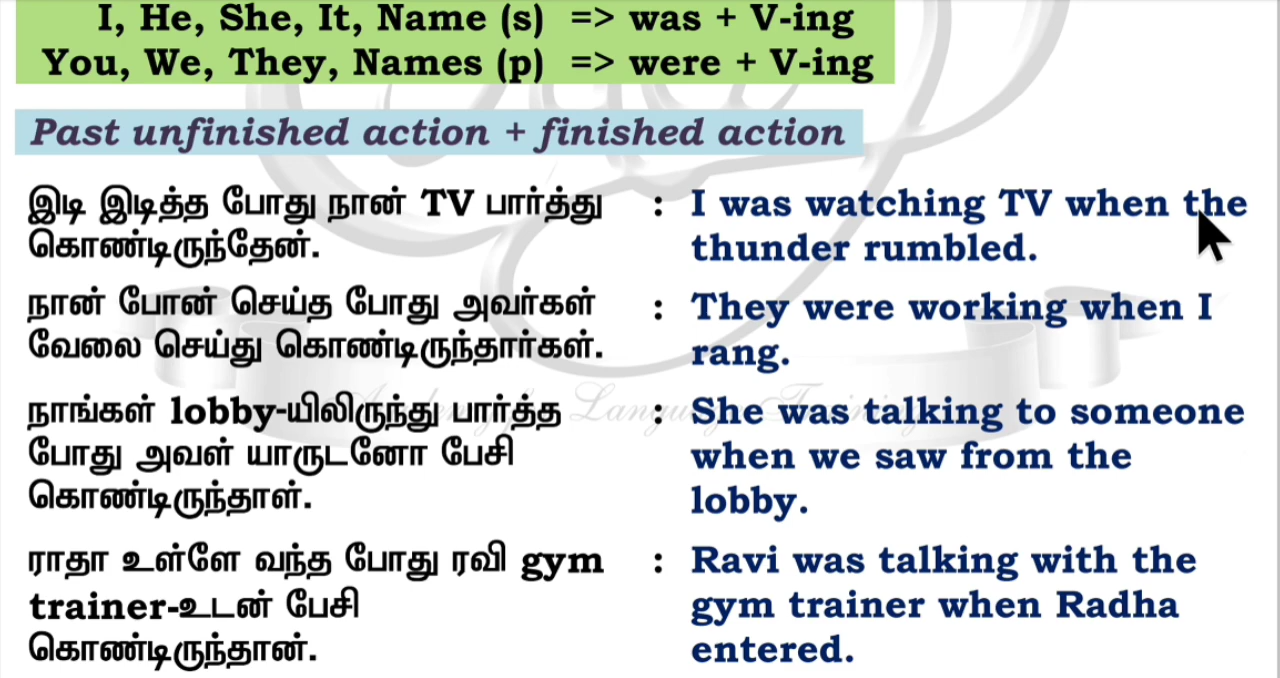 I, He, She, It, Name (s) => was + V-ing
You, We, They, Names (p) => were + V-ing
Past unfinished action + finished action
இடி இடித்த போது நான் TV பார்த்து
கொண்டிருந்தேன்.
: I was watching TV when the
thunder rumbled.
நான் போன் செய்த போது அவர்கள்
வேலை செய்து கொண்டிருந்தார்கள்.
: They were working when I
rang.
நாங்கள் lobby-யிலிருந்து பார்த்த
போது அவள் யாருடனோ பேசி
கொண்டிருந்தாள்.
: She was talking to someone
when we saw from the
lobby.
ராதா உள்ளே வந்த போது ரவி gym
trainer-உடன் பேசி
கொண்டிருந்தான்.
: Ravi was talking with the
gym trainer when Radha
entered.